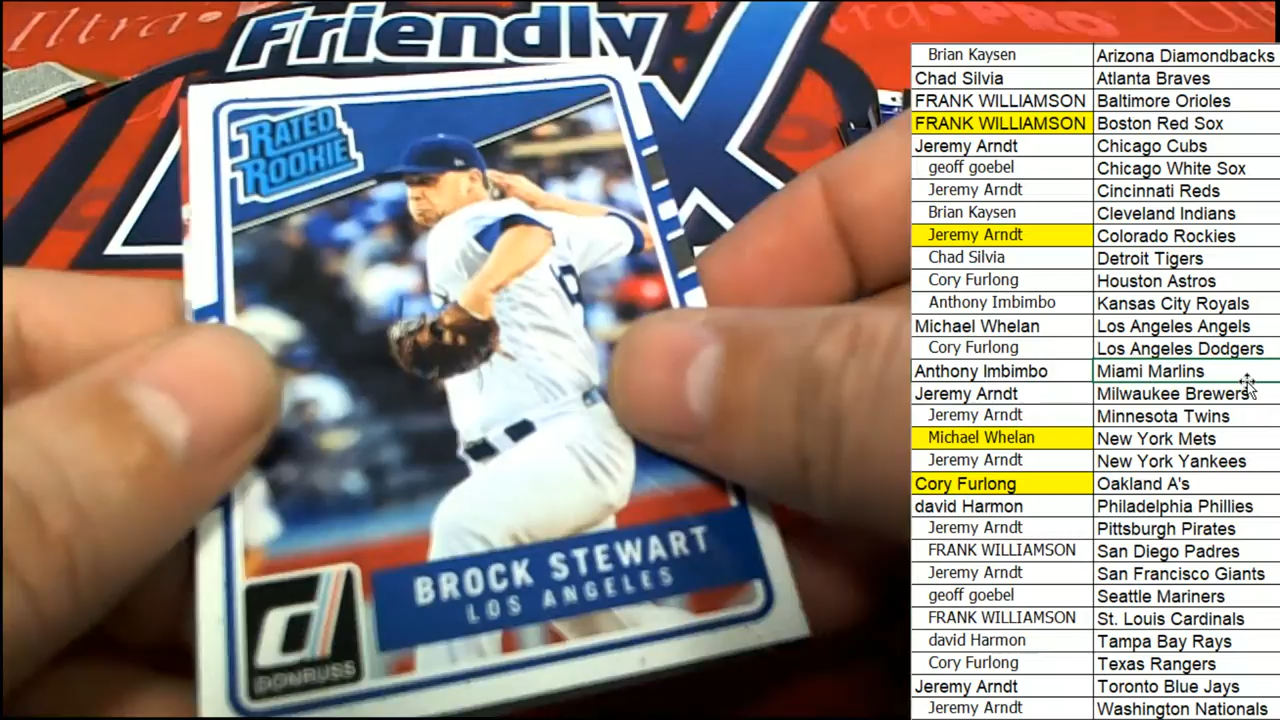 Ultra-PRO
Ul
Friendly
RATED
ROOKIE
BROCK STEWART
LOS ANGELES
d
DONRUSS
Brian Kaysen Arizona Diamondbacks
Chad Silvia Atlanta Braves
FRANK WILLIAMSON Baltimore Orioles
FRANK WILLIAMSON Boston Red Sox
Jeremy Arndt Chicago Cubs
geoff goebel Chicago White Sox
Jeremy Arndt Cincinnati Reds
Brian Kaysen Cleveland Indians
Jeremy Arndt Colorado Rockies
Chad Silvia Detroit Tigers
Cory Furlong Houston Astros
Anthony Imbimbo Kansas City Royals
Michael Whelan Los Angeles Angels
Cory Furlong Los Angeles Dodgers
Anthony Imbimbo Miami Marlins
Jeremy Arndt Milwaukee Brewers
Jeremy Arndt Minnesota Twins
Michael Whelan New York Mets
Jeremy Arndt New York Yankees
Cory Furlong Oakland A's
david Harmon Philadelphia Phillies
Jeremy Arndt Pittsburgh Pirates
FRANK WILLIAMSON San Diego Padres
Jeremy Arndt San Francisco Giants
geoff goebel Seattle Mariners
FRANK WILLIAMSON St. Louis Cardinals
david Harmon Tampa Bay Rays
Cory Furlong Texas Rangers
Jeremy Arndt Toronto Blue Jays
Jeremy Arndt Washington Nationals